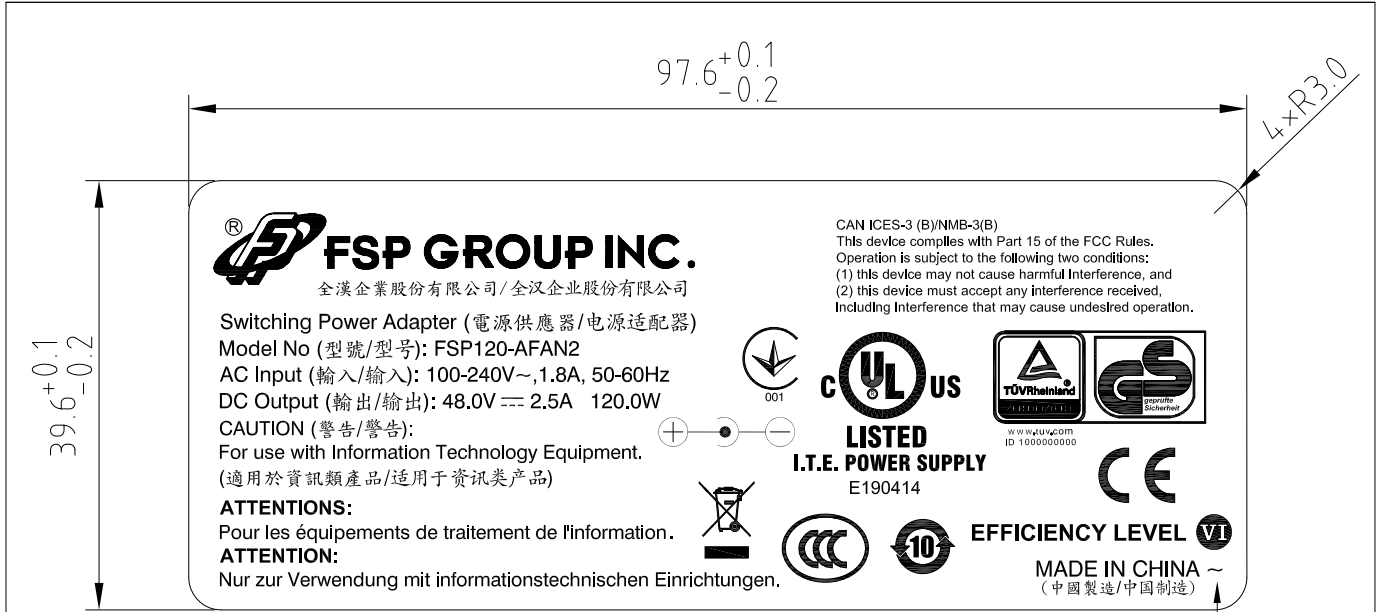 97.6 +0.1 -0.2
4×R3.0
39.6 +0.1 -0.2
® FSP GROUP INC.
全漢企業股份有限公司/全汉企业股份有限公司
Switching Power Adapter (電源供應器/电源适配器)
Model No (型號/型号): FSP120-AFAN2
AC Input (輸入/输入): 100-240V~,1.8A, 50-60Hz
DC Output (輸出/输出): 48.0V ⎓ 2.5A 120.0W
CAUTION (警告/警告):
For use with Information Technology Equipment.
(適用於資訊類產品/适用于资讯类产品)
ATTENTIONS:
Pour les équipements de traitement de l'information.
ATTENTION:
Nur zur Verwendung mit informationstechnischen Einrichtungen.
CAN ICES-3 (B)/NMB-3(B)
This device complies with Part 15 of the FCC Rules.
Operation is subject to the following two conditions:
(1) this device may not cause harmful Interference, and
(2) this device must accept any interference received,
Including Interference that may cause undesired operation.
001
C UL ® US
LISTED
I.T.E. POWER SUPPLY
E190414
TÜVRheinland ®
www.tuv.com
ID 1000000000
GS
geprüfte
Sicherheit
CE
CCC
10
EFFICIENCY LEVEL VI
MADE IN CHINA ~
(中國製造/中国制造)